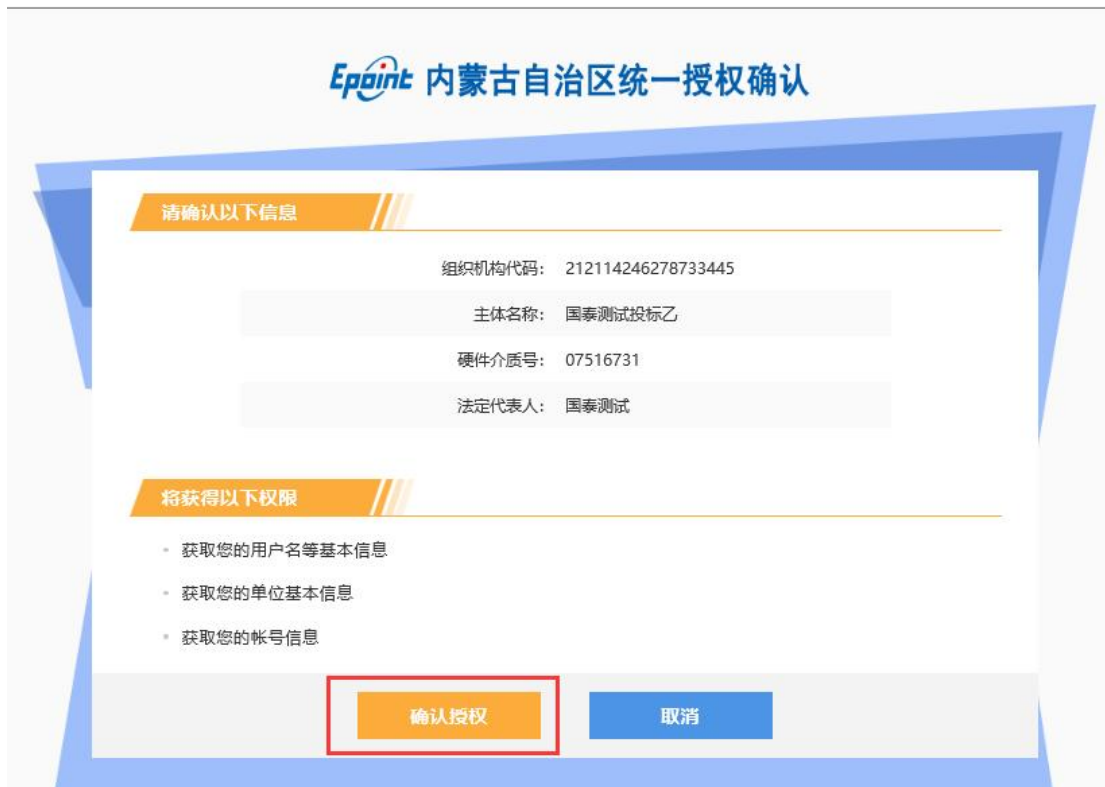 Epoint 内蒙古自治区统一授权确认
请确认以下信息
组织机构代码： 212114246278733445
主体名称： 国泰测试投标乙
硬件介质号： 07516731
法定代表人： 国泰测试
将获得以下权限
获取您的用户名等基本信息
获取您的单位基本信息
获取您的帐号信息
确认授权 取消